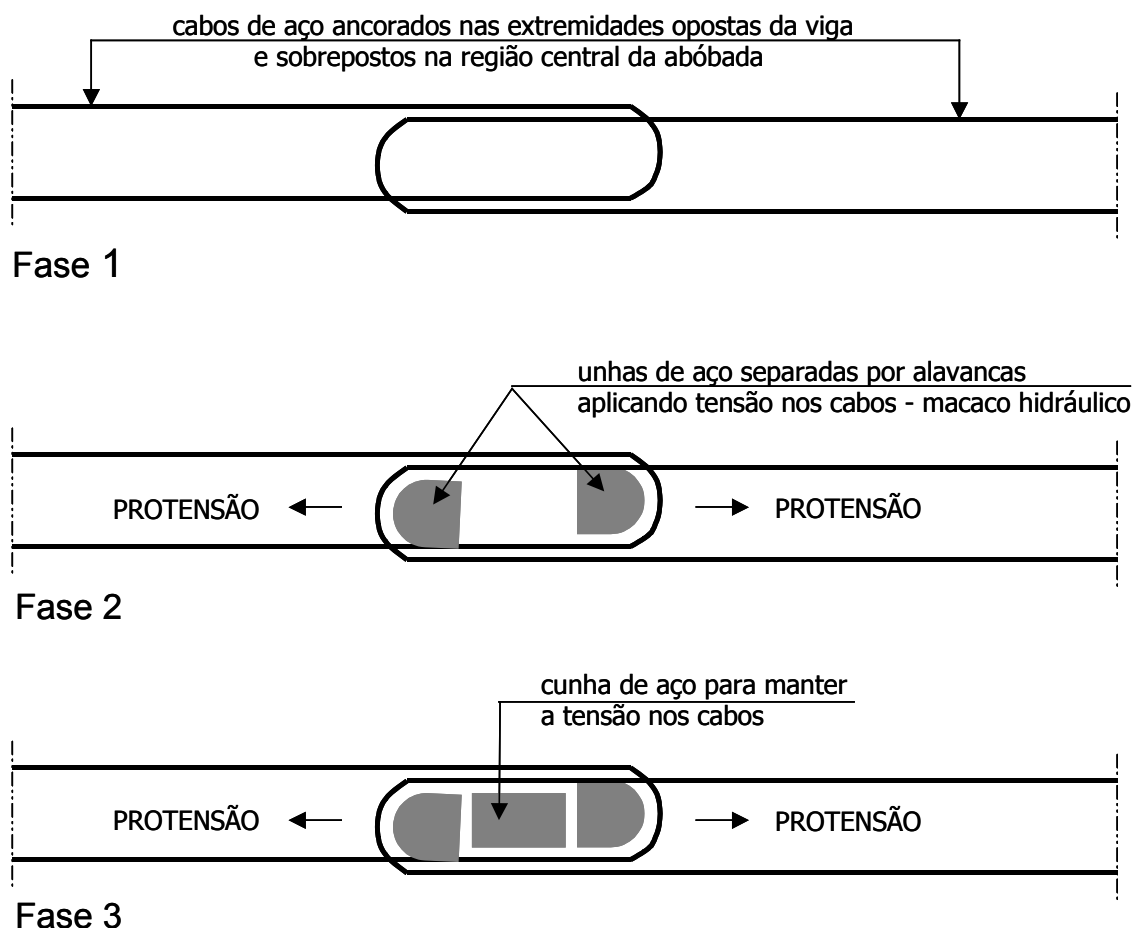 cabos de aço ancorados nas extremidades opostas da viga
e sobrepostos na região central da abóbada
Fase 1
unhas de aço separadas por alavancas
aplicando tensão nos cabos - macaco hidráulico
PROTENSÃO
PROTENSÃO
Fase 2
cunha de aço para manter
a tensão nos cabos
PROTENSÃO
PROTENSÃO
Fase 3